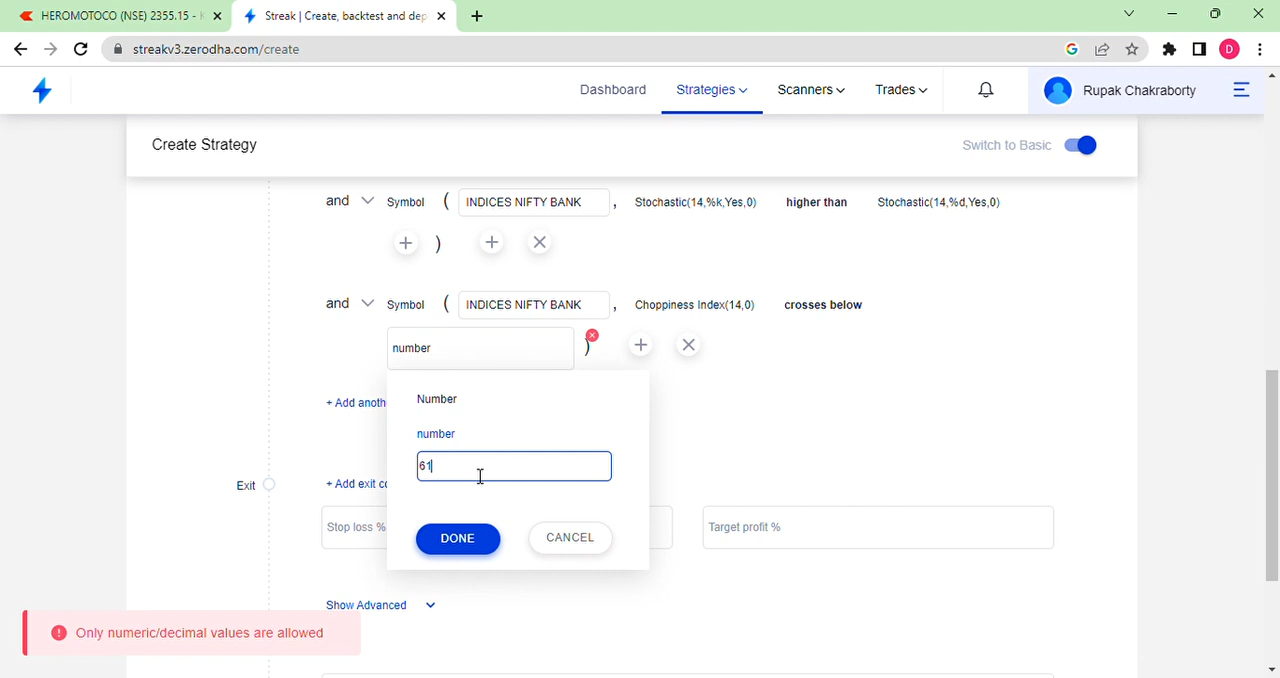 HEROMOTOCO (NSE) 2355.15 -
Streak | Create, backtest and dep
streakv3.zerodha.com/create
D
Dashboard Strategies Scanners Trades Rupak Chakraborty
Create Strategy Switch to Basic
and Symbol ( INDICES NIFTY BANK , Stochastic(14,%k,Yes,0) higher than Stochastic(14,%d,Yes,0)
+ ) + ×
and Symbol ( INDICES NIFTY BANK , Choppiness Index(14,0) crosses below
number ) + ×
Number
+ Add anoth
number
61
Exit + Add exit co
Stop loss % Target profit %
DONE CANCEL
Show Advanced
Only numeric/decimal values are allowed